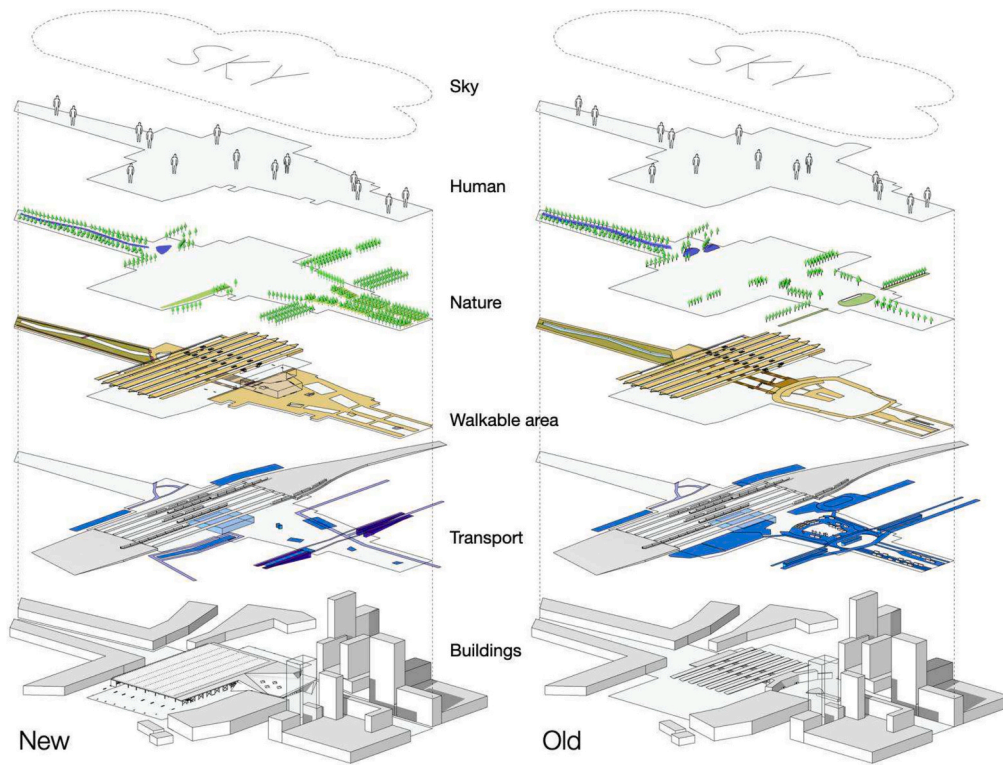 SKY
SKY
Sky
Human
Nature
Walkable area
Transport
Buildings
New
Old